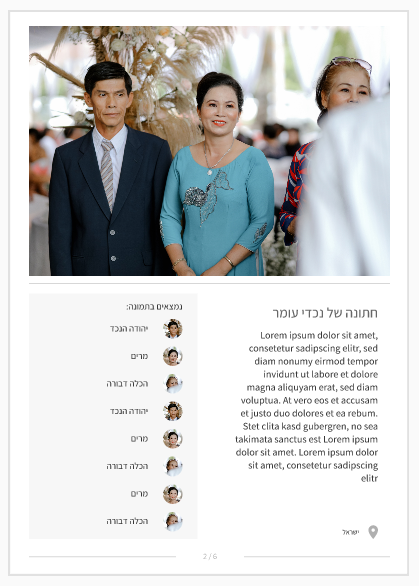 חתונה של נכדי עומר
Lorem ipsum dolor sit amet,
consetetur sadipscing elitr, sed
diam nonumy eirmod tempor
invidunt ut labore et dolore
magna aliquyam erat, sed diam
voluptua. At vero eos et accusam
et justo duo dolores et ea rebum.
Stet clita kasd gubergren, no sea
takimata sanctus est Lorem ipsum
dolor sit amet. Lorem ipsum dolor
sit amet, consetetur sadipscing
elitr
ישראל
נמצאים בתמונה:
יהודה הנכד
מרים
הכלה דבורה
יהודה הנכד
מרים
הכלה דבורה
מרים
הכלה דבורה
2 / 6